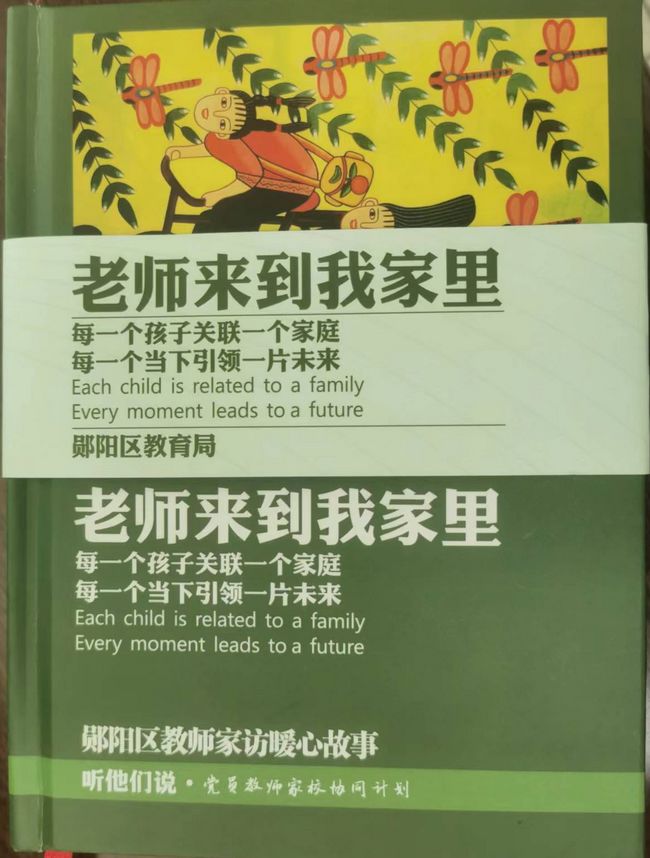 老师来到我家里
每一个孩子关联一个家庭
每一个当下引领一片未来
Each child is related to a family
Every moment leads to a future
郧阳区教育局
老师来到我家里
每一个孩子关联一个家庭
每一个当下引领一片未来
Each child is related to a family
Every moment leads to a future
郧阳区教师家访暖心故事
听他们说·党员教师家校协同计划